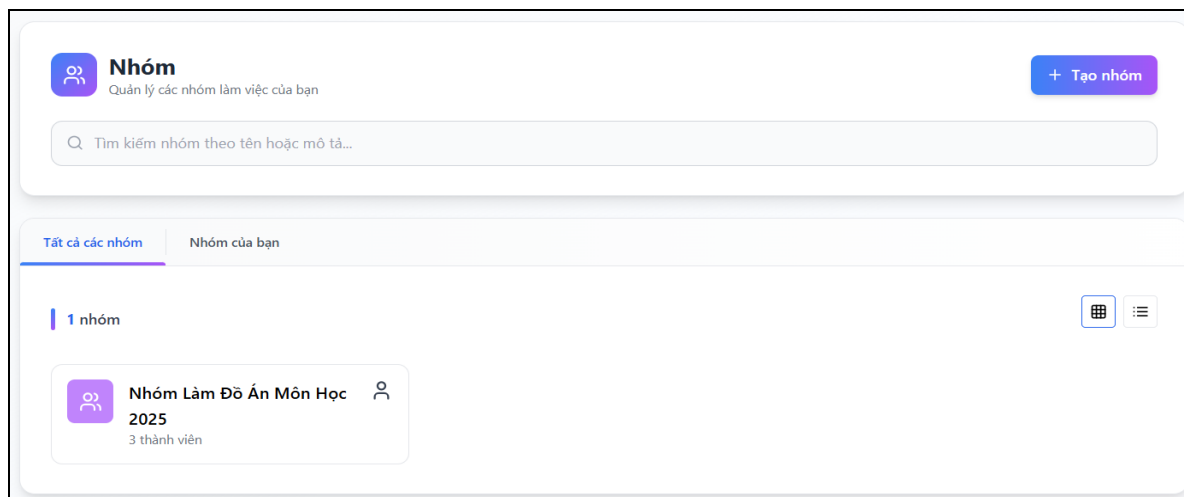 Nhóm
Quản lý các nhóm làm việc của bạn
+ Tạo nhóm
Tìm kiếm nhóm theo tên hoặc mô tả...
Tất cả các nhóm
Nhóm của bạn
1 nhóm
Nhóm Làm Đồ Án Môn Học
2025
3 thành viên